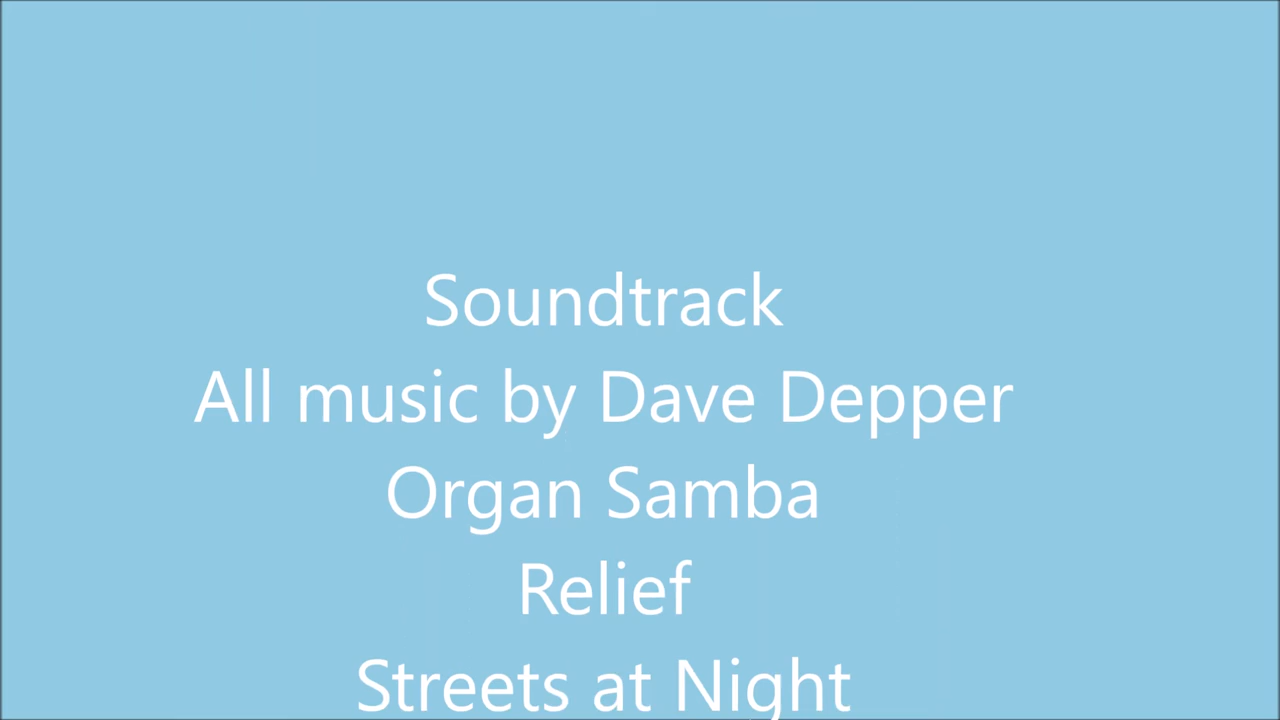 Soundtrack
All music by Dave Depper
Organ Samba
Relief
Streets at Night